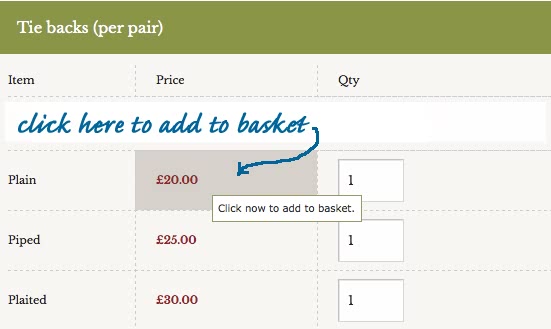 Tie backs (per pair)
Item Price Qty
click here to add to basket
Plain £20.00 1
Click now to add to basket.
Piped £25.00 1
Plaited £30.00 1